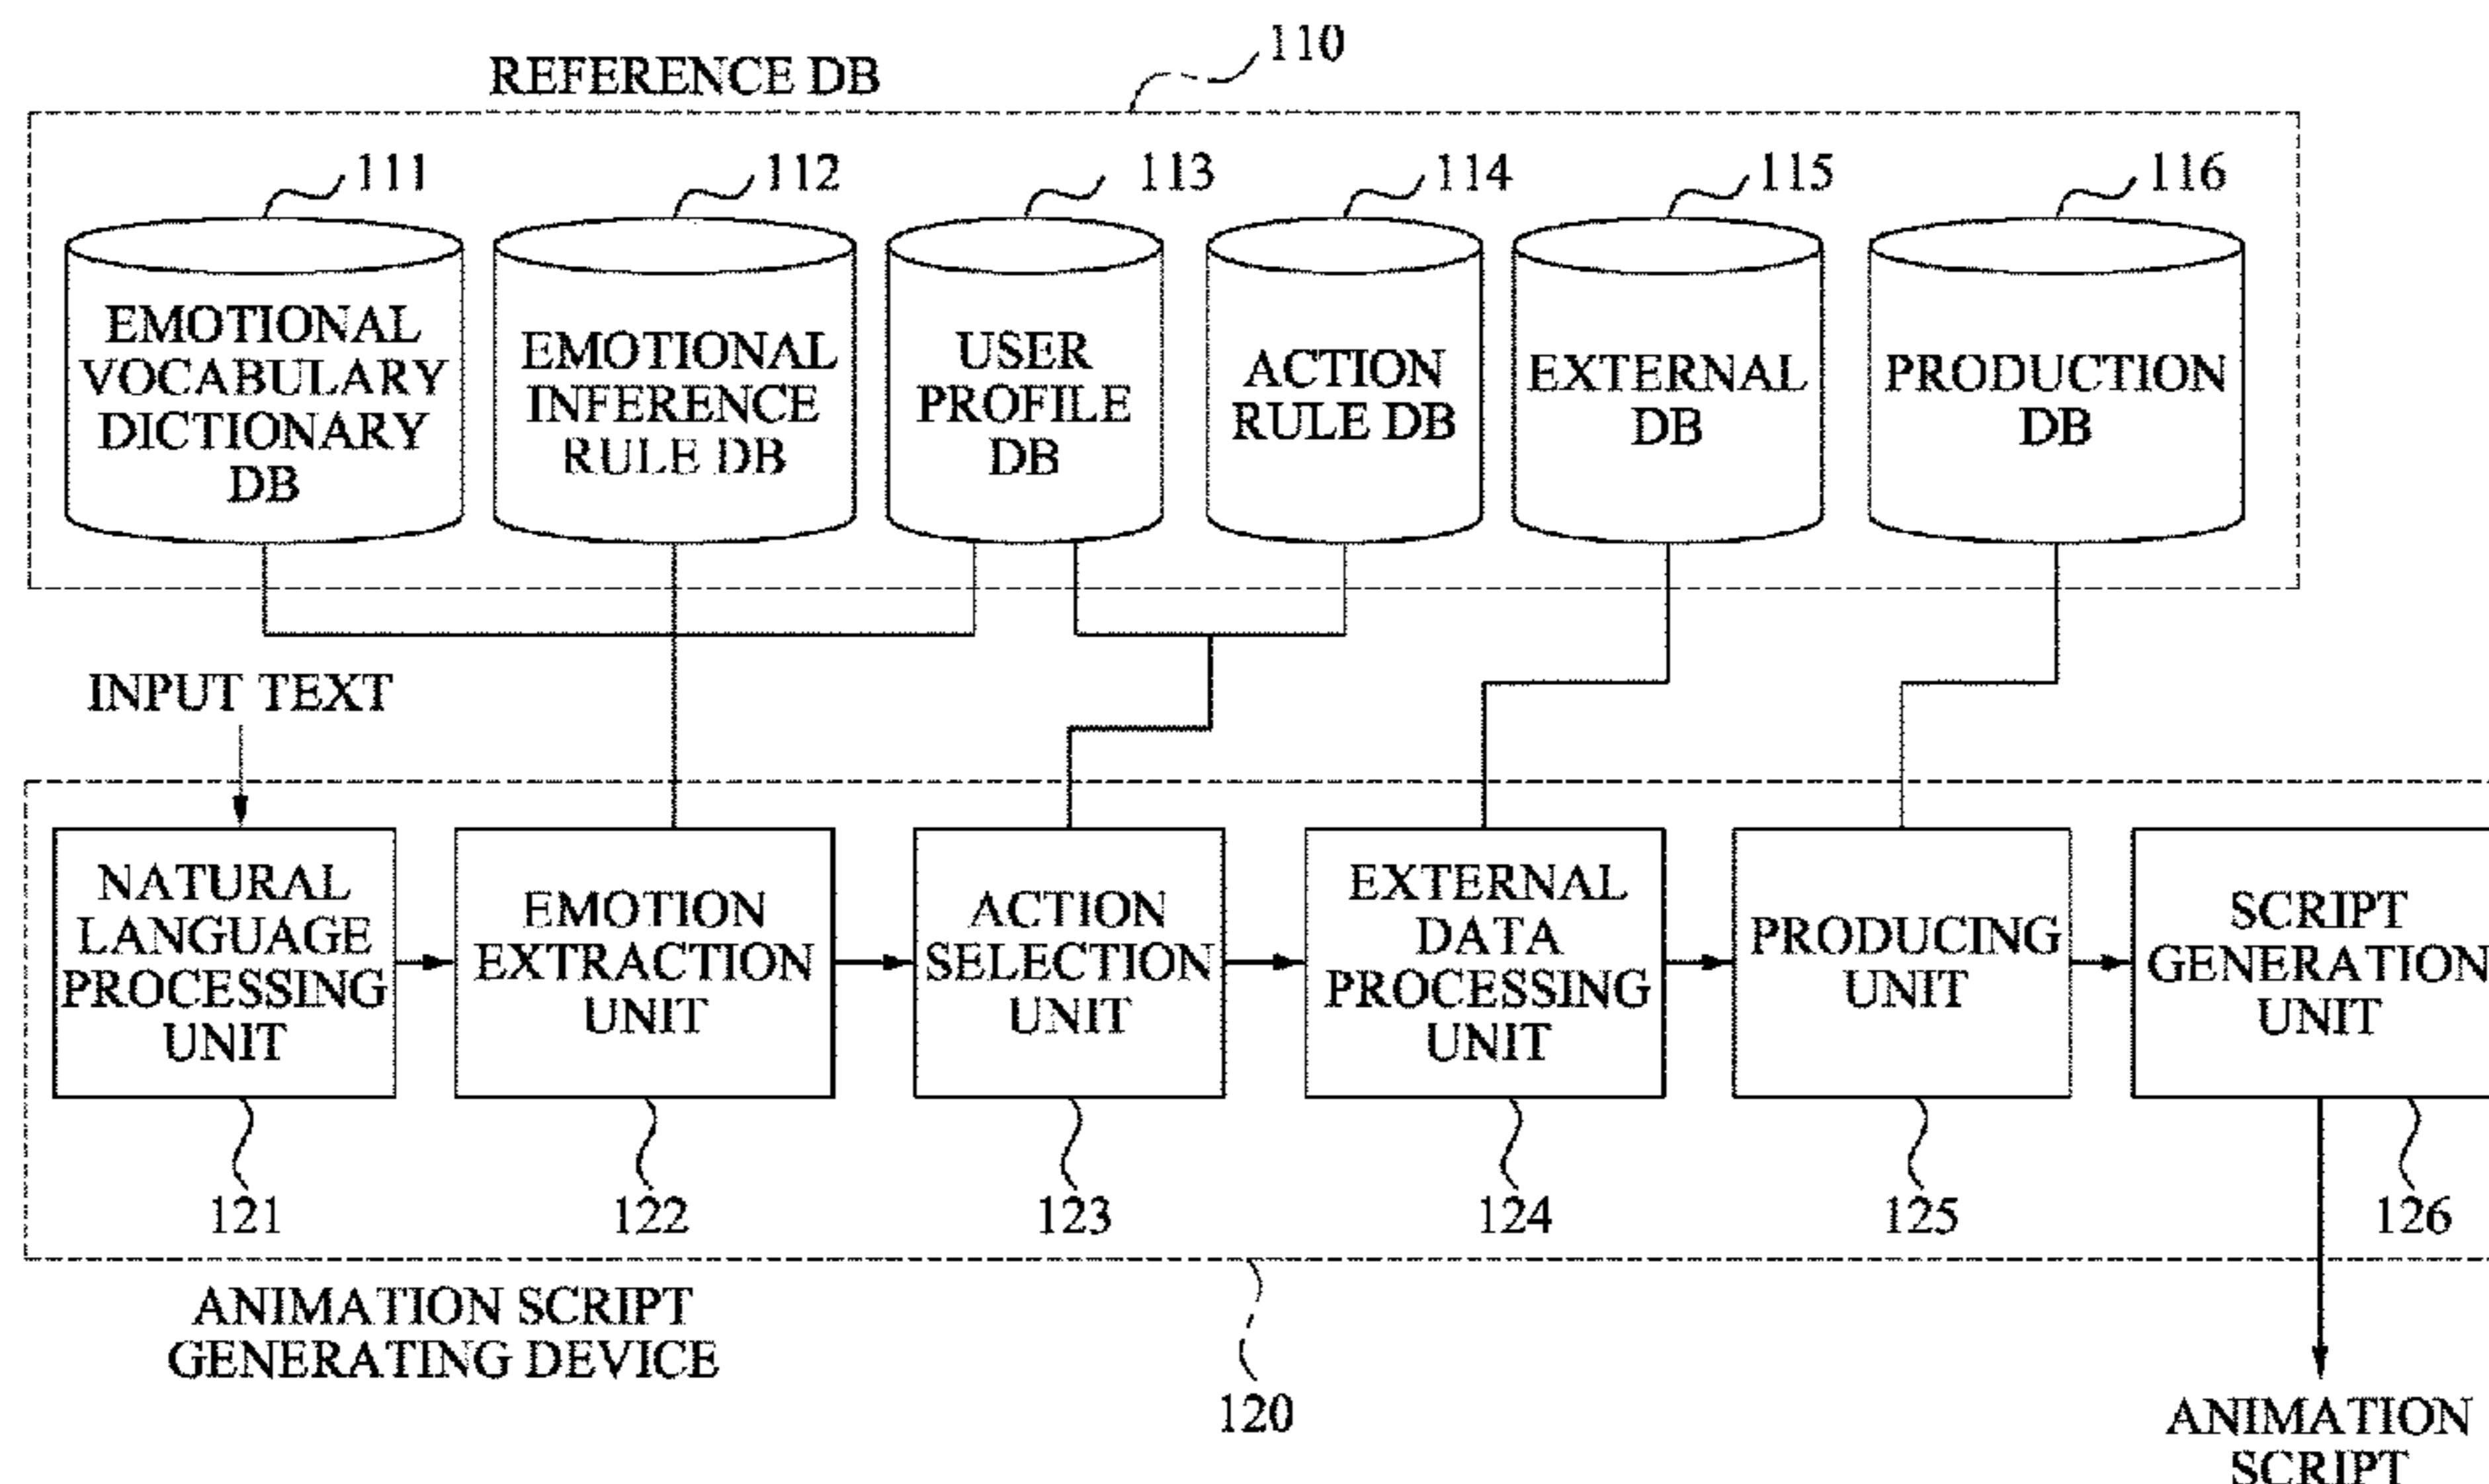 110
REFERENCE DB
111
112
113
114
115
116
EMOTIONAL
VOCABULARY
DICTIONARY
DB
EMOTIONAL
INFERENCE
RULE DB
USER
PROFILE
DB
ACTION
RULE DB
EXTERNAL
DB
PRODUCTION
DB
INPUT TEXT
NATURAL
LANGUAGE
PROCESSING
UNIT
EMOTION
EXTRACTION
UNIT
ACTION
SELECTION
UNIT
EXTERNAL
DATA
PROCESSING
UNIT
PRODUCING
UNIT
SCRIPT
GENERATION
UNIT
121
122
123
124
125
126
ANIMATION SCRIPT
GENERATING DEVICE
120
ANIMATION
SCRIPT